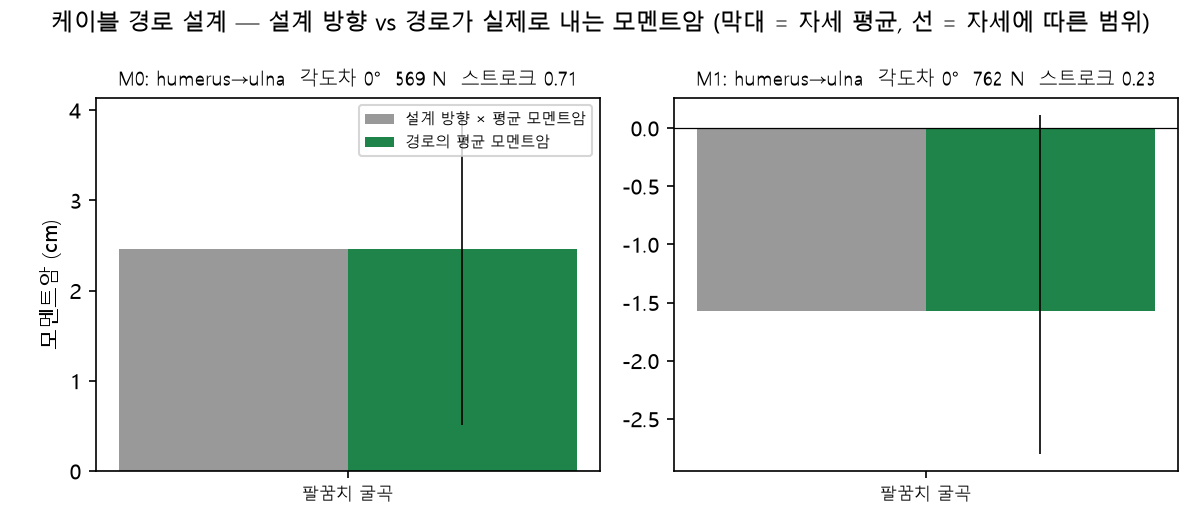 케이블 경로 설계 — 설계 방향 vs 경로가 실제로 내는 모멘트암 (막대 = 자세 평균, 선 = 자세에 따른 범위)
M0: humerus→ulna 각도차 0° 569 N 스트로크 0.71
설계 방향 × 평균 모멘트암
경로의 평균 모멘트암
모멘트암 (cm)
4
3
2
1
0
팔꿈치 굴곡
M1: humerus→ulna 각도차 0° 762 N 스트로크 0.23
0.0
-0.5
-1.0
-1.5
-2.0
-2.5
팔꿈치 굴곡